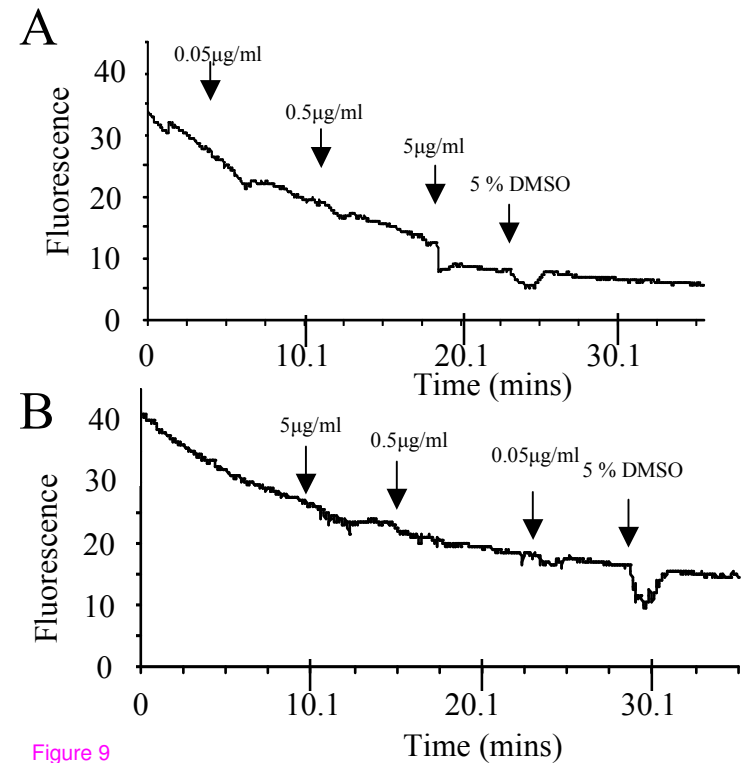 A
0.05μg/ml
0.5μg/ml
5μg/ml
5 % DMSO
Fluorescence
40
30
20
10
0
0 10.1 20.1 30.1
Time (mins)
B
5μg/ml
0.5μg/ml
0.05μg/ml
5 % DMSO
Fluorescence
40
30
20
10
0
0 10.1 20.1 30.1
Time (mins)
Figure 9